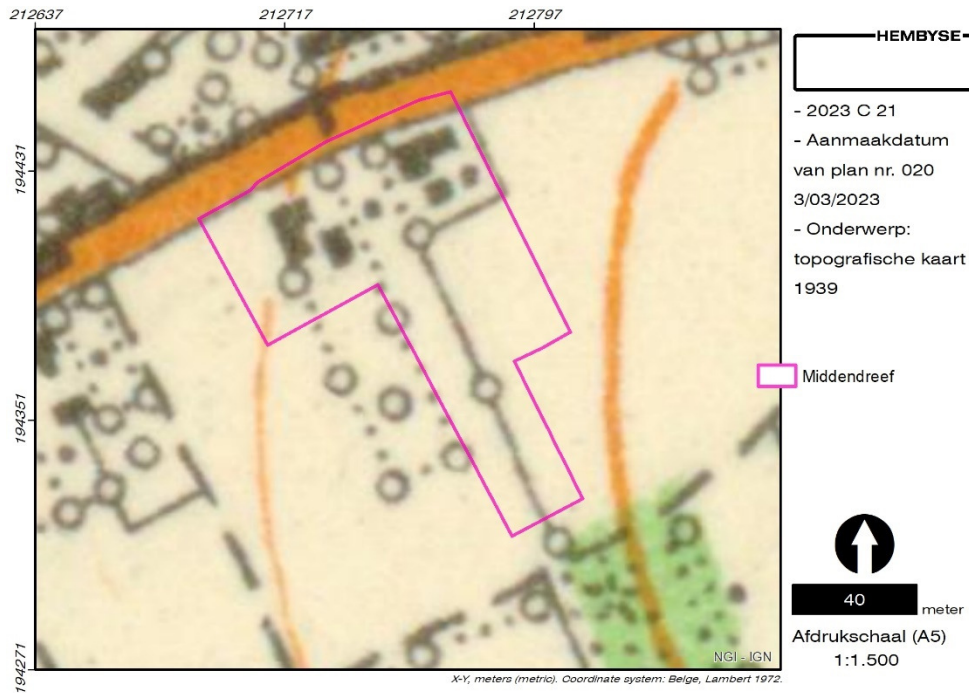 212637
212717
212797
HEMBYSE
194431
194351
194271
- 2023 C 21
- Aanmaakdatum
van plan nr. 020
3/03/2023
- Onderwerp:
topografische kaart
1939
Middendreef
40
meter
Afdrukschaal (A5)
1:1.500
NGI - IGN
X-Y, meters (metric). Coordinate system: Belge, Lambert 1972.